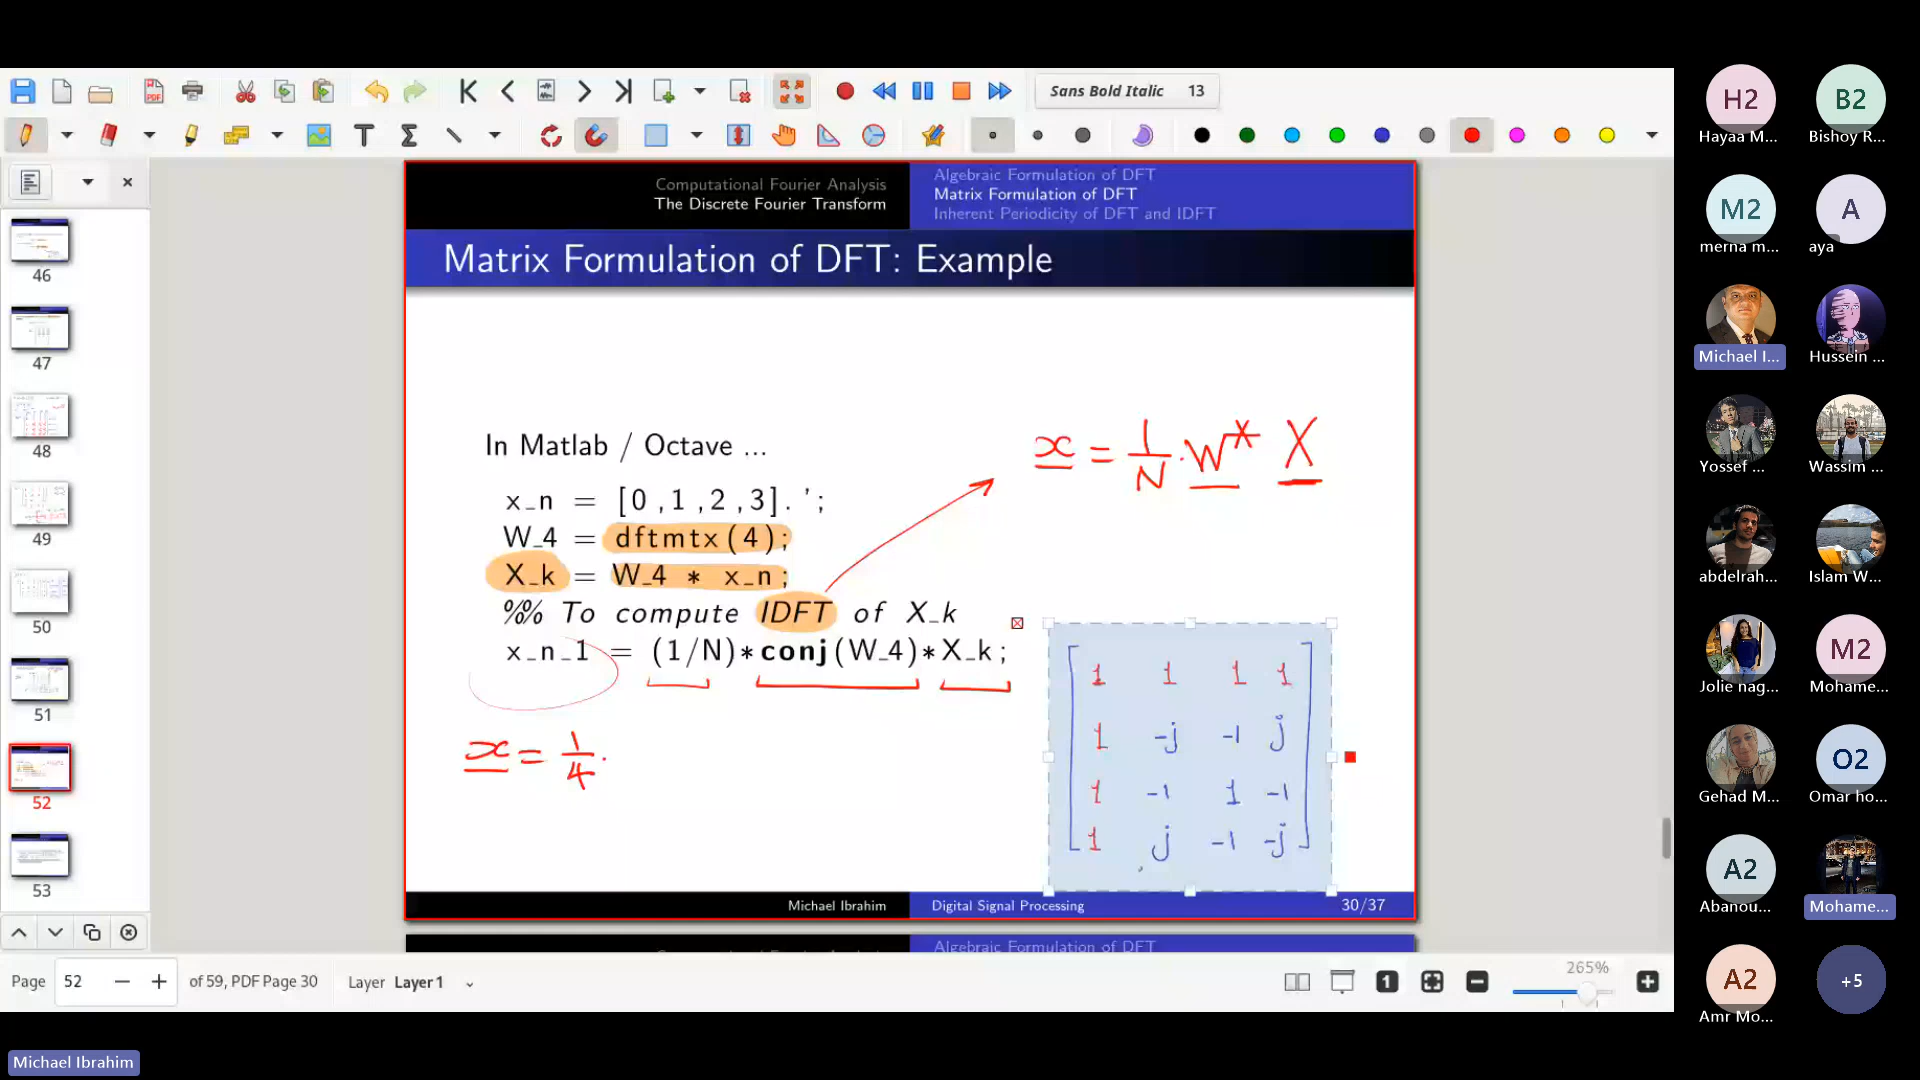 Sans Bold Italic 13
46
47
48
49
50
51
52
53
Computational Fourier Analysis
The Discrete Fourier Transform
Algebraic Formulation of DFT
Matrix Formulation of DFT
Inherent Periodicity of DFT and IDFT
Matrix Formulation of DFT: Example
In Matlab / Octave ...
x_n = [0,1,2,3].';
W_4 = dftmtx(4);
X_k = W_4 * x_n;
%% To compute IDFT of X_k
x_n_1 = (1/N)*conj(W_4)*X_k;
x = 1/N · W* X
x = 1/4 ·
1 1 1 1
1 -j -1 j
1 -1 1 -1
1 j -1 -j
Michael Ibrahim
Digital Signal Processing
30/37
Algebraic Formulation of DFT
Page 52 of 59, PDF Page 30 Layer Layer 1
1
265%
H2
Hayaa M...
B2
Bishoy R...
M2
merna m...
A
aya
Michael I...
Hussein ...
Yossef ...
Wassim ...
abdelrah...
Islam W...
Jolie nag...
M2
Mohame...
Gehad M...
O2
Omar ho...
A2
Abanou...
Mohame...
A2
Amr Mo...
+5
Michael Ibrahim